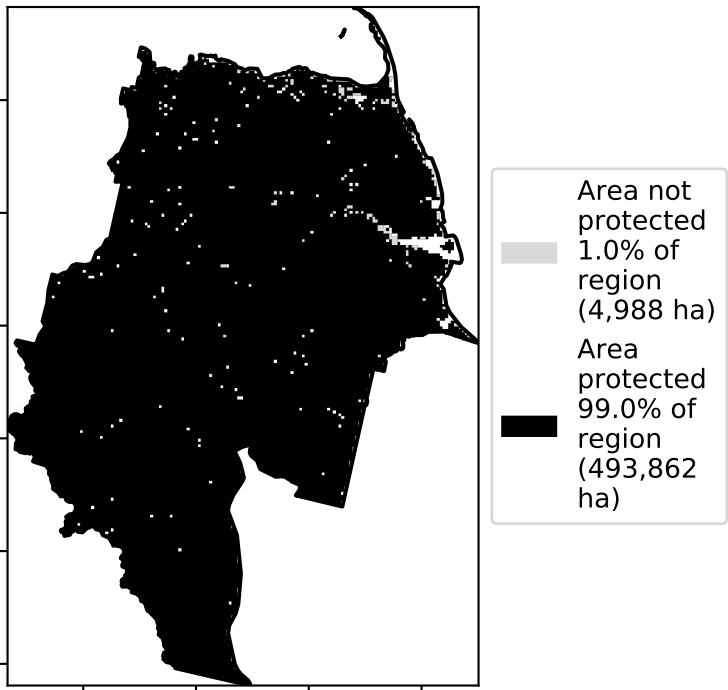 Area not
protected
1.0% of
region
(4,988 ha)
Area
protected
99.0% of
region
(493,862
ha)